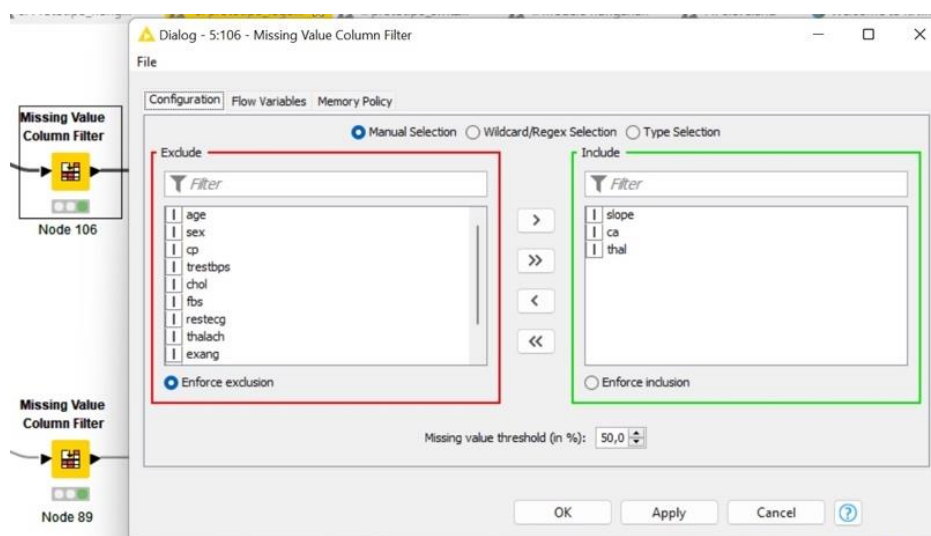 Dialog - 5:106 - Missing Value Column Filter
File
Configuration Flow Variables Memory Policy
Missing Value
Column Filter
Node 106
Manual Selection Wildcard/Regex Selection Type Selection
Exclude
Filter
I age
I sex
I cp
I trestbps
I chol
I fbs
I restecg
I thalach
I exang
Enforce exclusion
>
>>
<
<<
Include
Filter
I slope
I ca
I thal
Enforce inclusion
Missing Value
Column Filter
Node 89
Missing value threshold (in %): 50,0
OK Apply Cancel ?